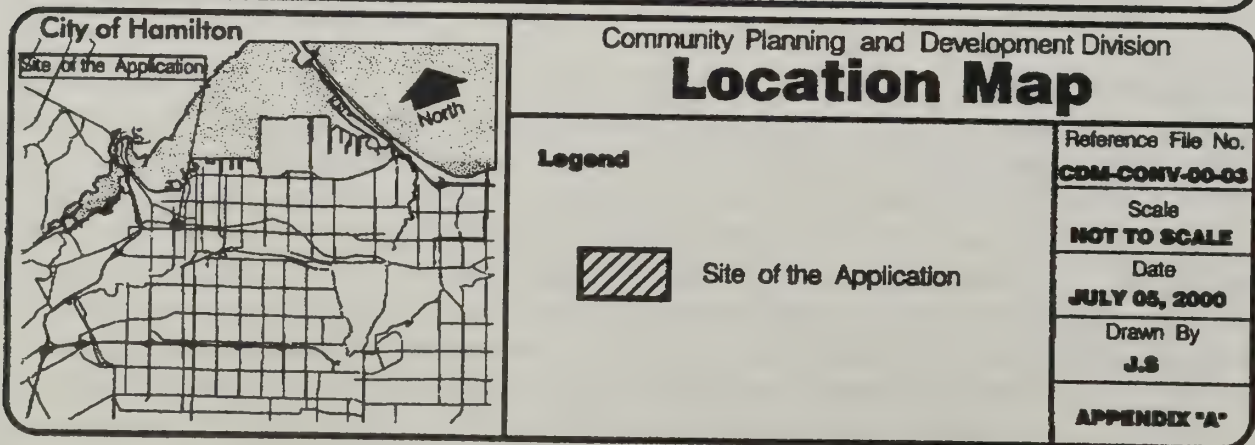 City of Hamilton
Site of the Application
North
Community Planning and Development Division
Location Map
Legend
Site of the Application
Reference File No.
CDM-CONV-00-03
Scale
NOT TO SCALE
Date
JULY 05, 2000
Drawn By
J.S
APPENDIX "A"